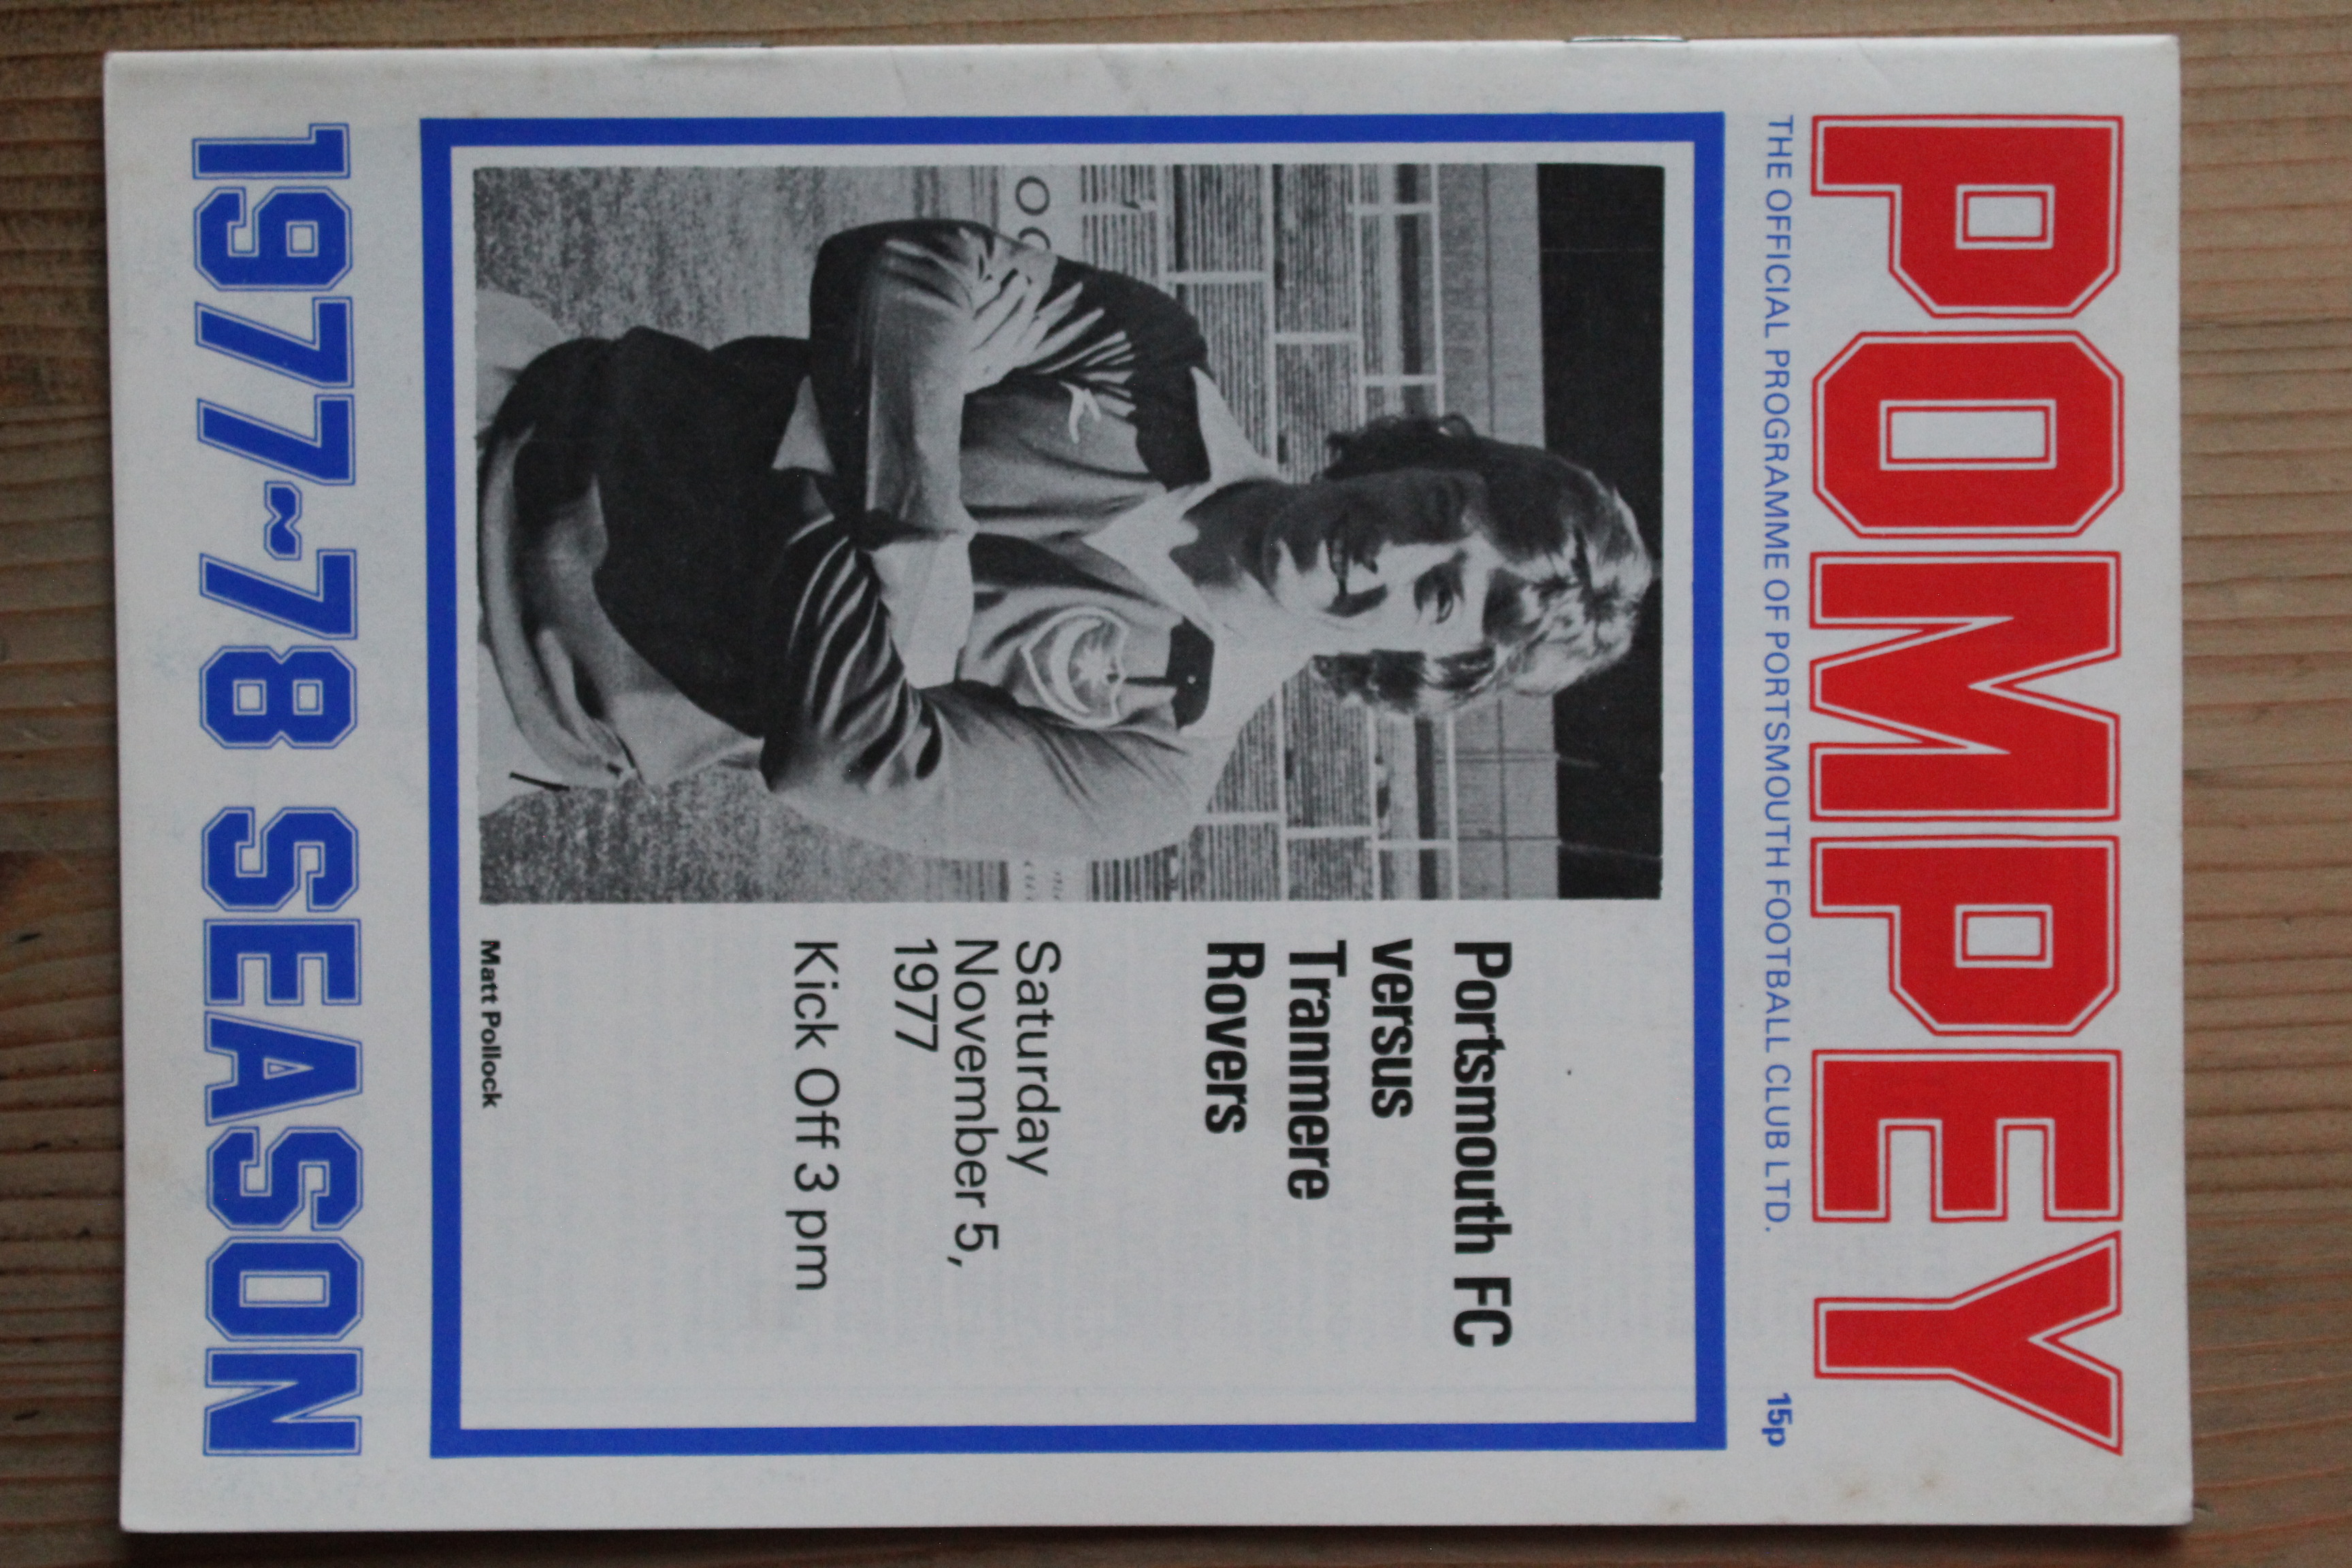 POMPEY
THE OFFICIAL PROGRAMME OF PORTSMOUTH FOOTBALL CLUB LTD. 15p
Portsmouth FC
versus
Tranmere
Rovers
Saturday
November 5,
1977
Kick Off 3 pm
Matt Pollock
1977~78 SEASON